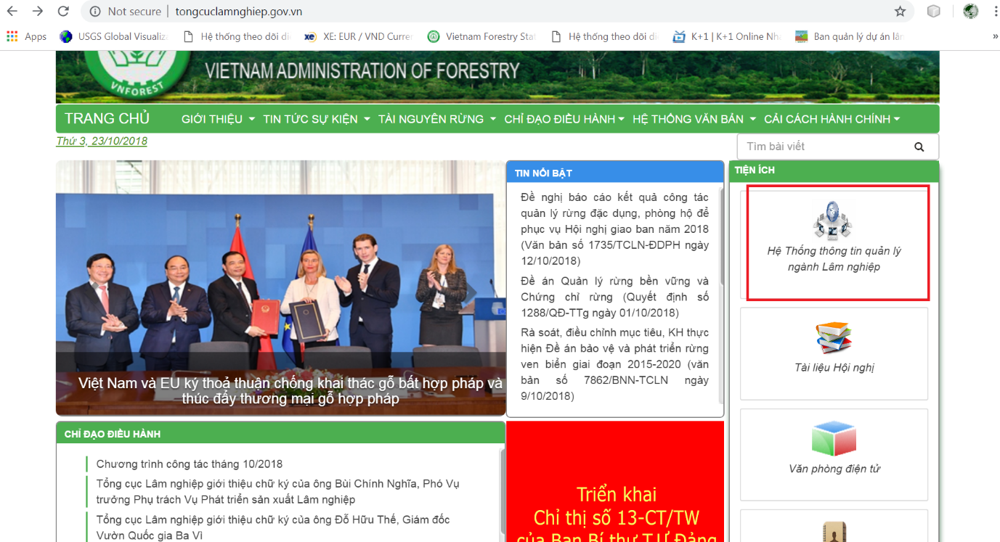 Not secure | tongcuclamnghiep.gov.vn
Apps USGS Global Visualiz Hệ thống theo dõi di XE: EUR / VND Curren Vietnam Forestry Sta Hệ thống theo dõi di K+1 | K+1 Online Nh Ban quản lý dự án lâm »
VNFOREST
VIETNAM ADMINISTRATION OF FORESTRY
TRANG CHỦ GIỚI THIỆU TIN TỨC SỰ KIỆN TÀI NGUYÊN RỪNG CHỈ ĐẠO ĐIỀU HÀNH HỆ THỐNG VĂN BẢN CẢI CÁCH HÀNH CHÍNH
Thứ 3, 23/10/2018
Tìm bài viết
Việt Nam và EU ký thoả thuận chống khai thác gỗ bất hợp pháp và
thúc đẩy thương mại gỗ hợp pháp
TIN NỔI BẬT
Đề nghị báo cáo kết quả công tác
quản lý rừng đặc dụng, phòng hộ để
phục vụ Hội nghị giao ban năm 2018
(Văn bản số 1735/TCLN-ĐDPH ngày
12/10/2018)
Đề án Quản lý rừng bền vững và
Chứng chỉ rừng (Quyết định số
1288/QĐ-TTg ngày 01/10/2018)
Rà soát, điều chỉnh mục tiêu, KH thực
hiện Đề án bảo vệ và phát triển rừng
ven biển giai đoạn 2015-2020 (văn
bản số 7862/BNN-TCLN ngày
9/10/2018)
TIỆN ÍCH
Hệ Thống thông tin quản lý
ngành Lâm nghiệp
Tài liệu Hội nghị
Văn phòng điện tử
CHỈ ĐẠO ĐIỀU HÀNH
Chương trình công tác tháng 10/2018
Tổng cục Lâm nghiệp giới thiệu chữ ký của ông Bùi Chính Nghĩa, Phó Vụ
trưởng Phụ trách Vụ Phát triển sản xuất Lâm nghiệp
Tổng cục Lâm nghiệp giới thiệu chữ ký của ông Đỗ Hữu Thế, Giám đốc
Vườn Quốc gia Ba Vì
Triển khai
Chỉ thị số 13-CT/TW
của Ban Bí thư T.Ư Đảng